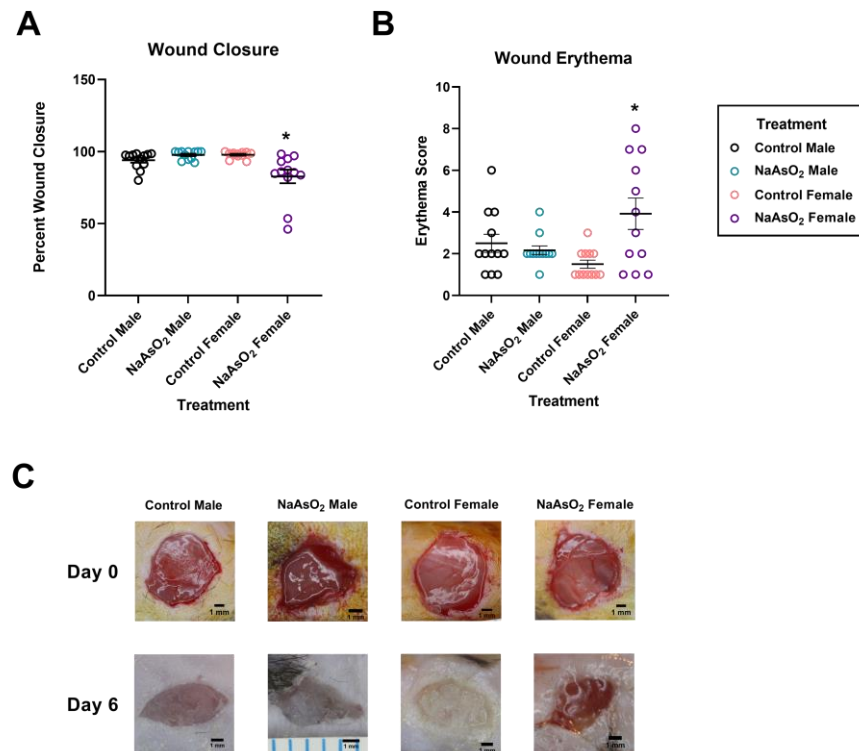 A
Wound Closure
Percent Wound Closure
150
100
50
0
*
Control Male
NaAsO₂ Male
Control Female
NaAsO₂ Female
Treatment
B
Wound Erythema
Erythema Score
10
8
6
4
2
0
*
Control Male
NaAsO₂ Male
Control Female
NaAsO₂ Female
Treatment
Treatment
Control Male
NaAsO₂ Male
Control Female
NaAsO₂ Female
C
Control Male
NaAsO₂ Male
Control Female
NaAsO₂ Female
Day 0
1 mm
1 mm
1 mm
1 mm
Day 6
1 mm
1 mm
1 mm
1 mm